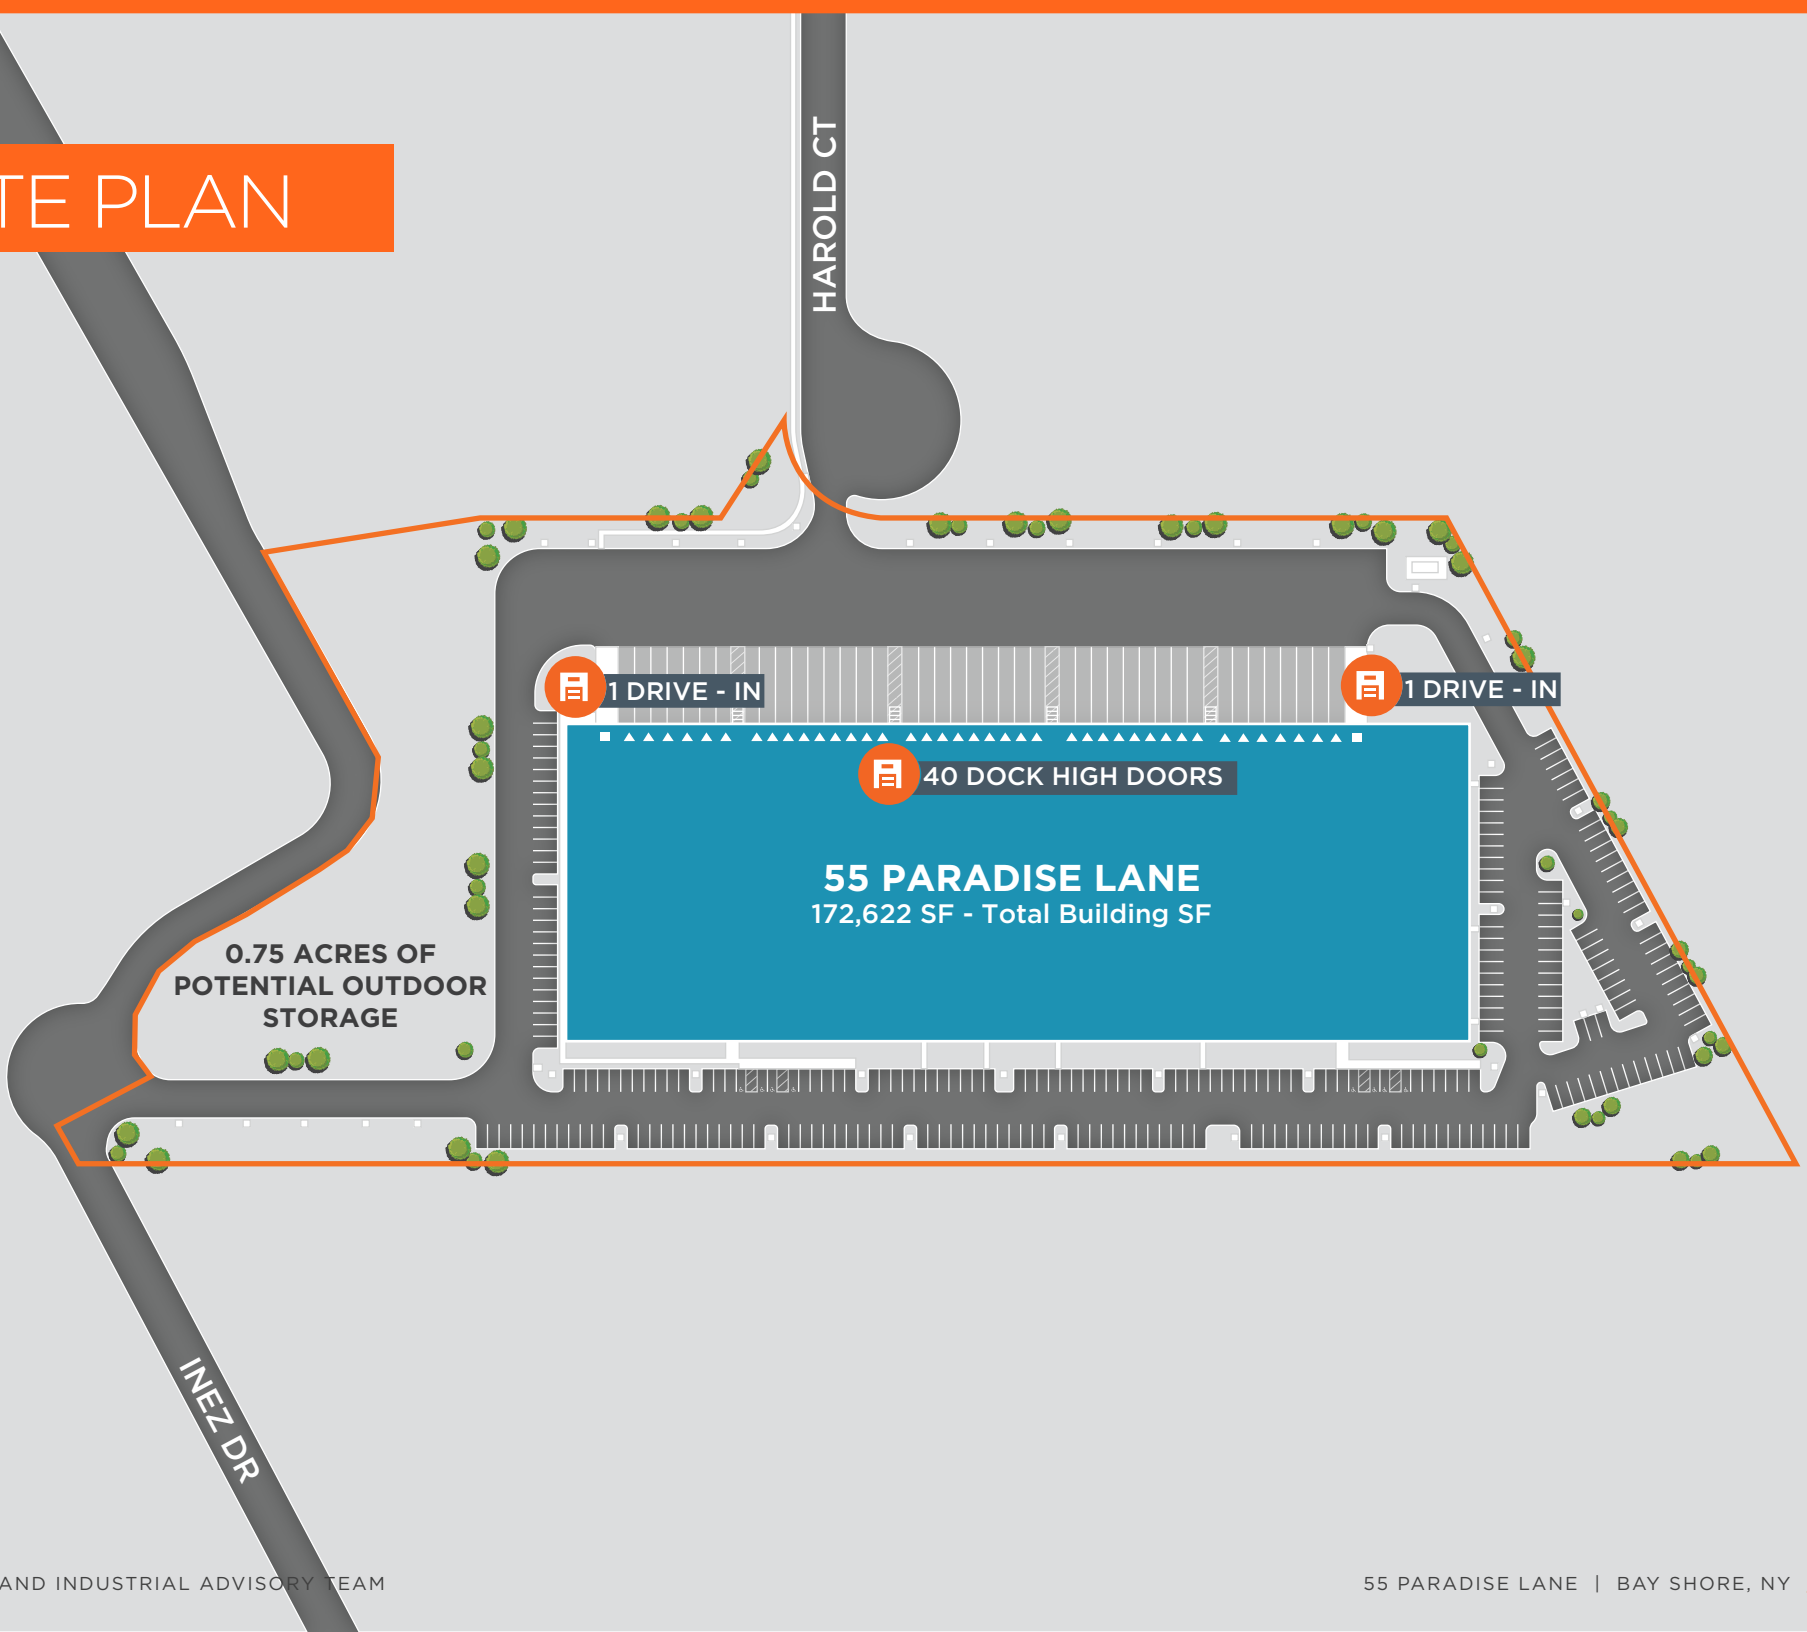 TE PLAN
HAROLD CT
1 DRIVE - IN
1 DRIVE - IN
40 DOCK HIGH DOORS
55 PARADISE LANE
172,622 SF - Total Building SF
0.75 ACRES OF
POTENTIAL OUTDOOR
STORAGE
INEZ DR
AND INDUSTRIAL ADVISORY TEAM
55 PARADISE LANE | BAY SHORE, NY